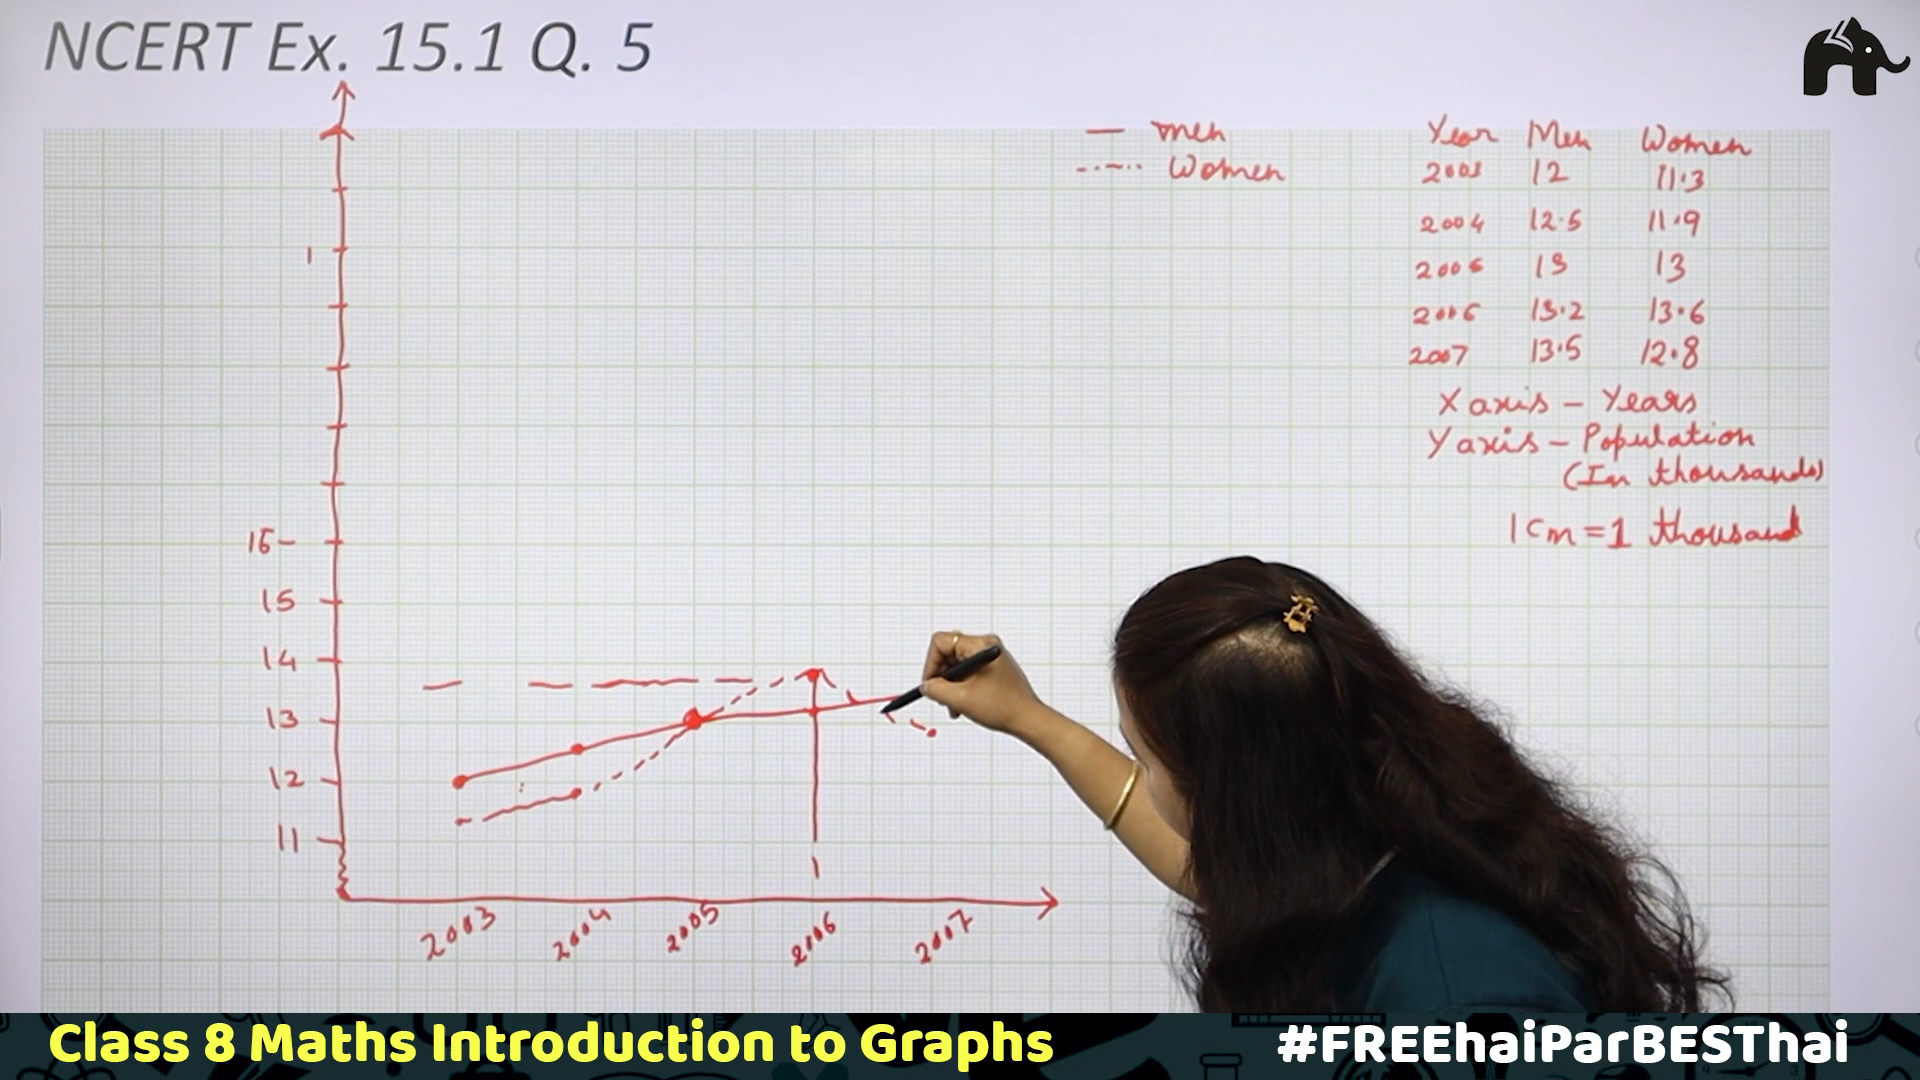 NCERT Ex. 15.1 Q. 5
— men
-·-·-·· Women
Year Men Women
2003 12 11.3
2004 12.5 11.9
2005 13 13
2006 13.2 13.6
2007 13.5 12.8
X axis – Years
Y axis – Population
(In thousands)
1cm = 1 thousand
1
16-
15
14
13
12
11
2003 2004 2005 2006 2007
Class 8 Maths Introduction to Graphs
#FREEhaiParBESThai